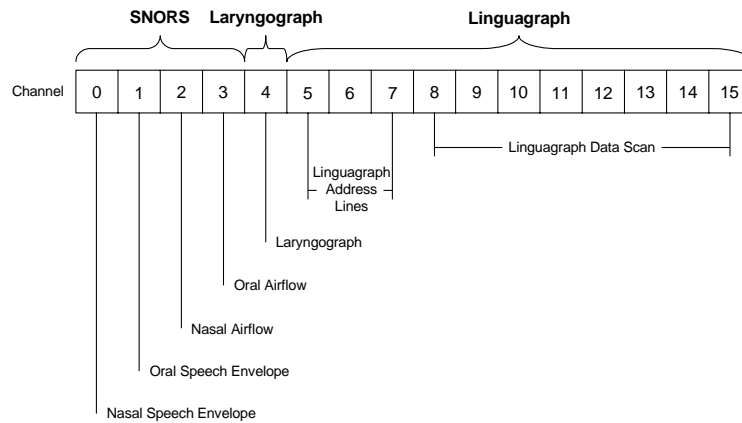 SNORS Laryngograph Linguagraph
Channel 0 1 2 3 4 5 6 7 8 9 10 11 12 13 14 15
Linguagraph Data Scan
Linguagraph
Address
Lines
Laryngograph
Oral Airflow
Nasal Airflow
Oral Speech Envelope
Nasal Speech Envelope